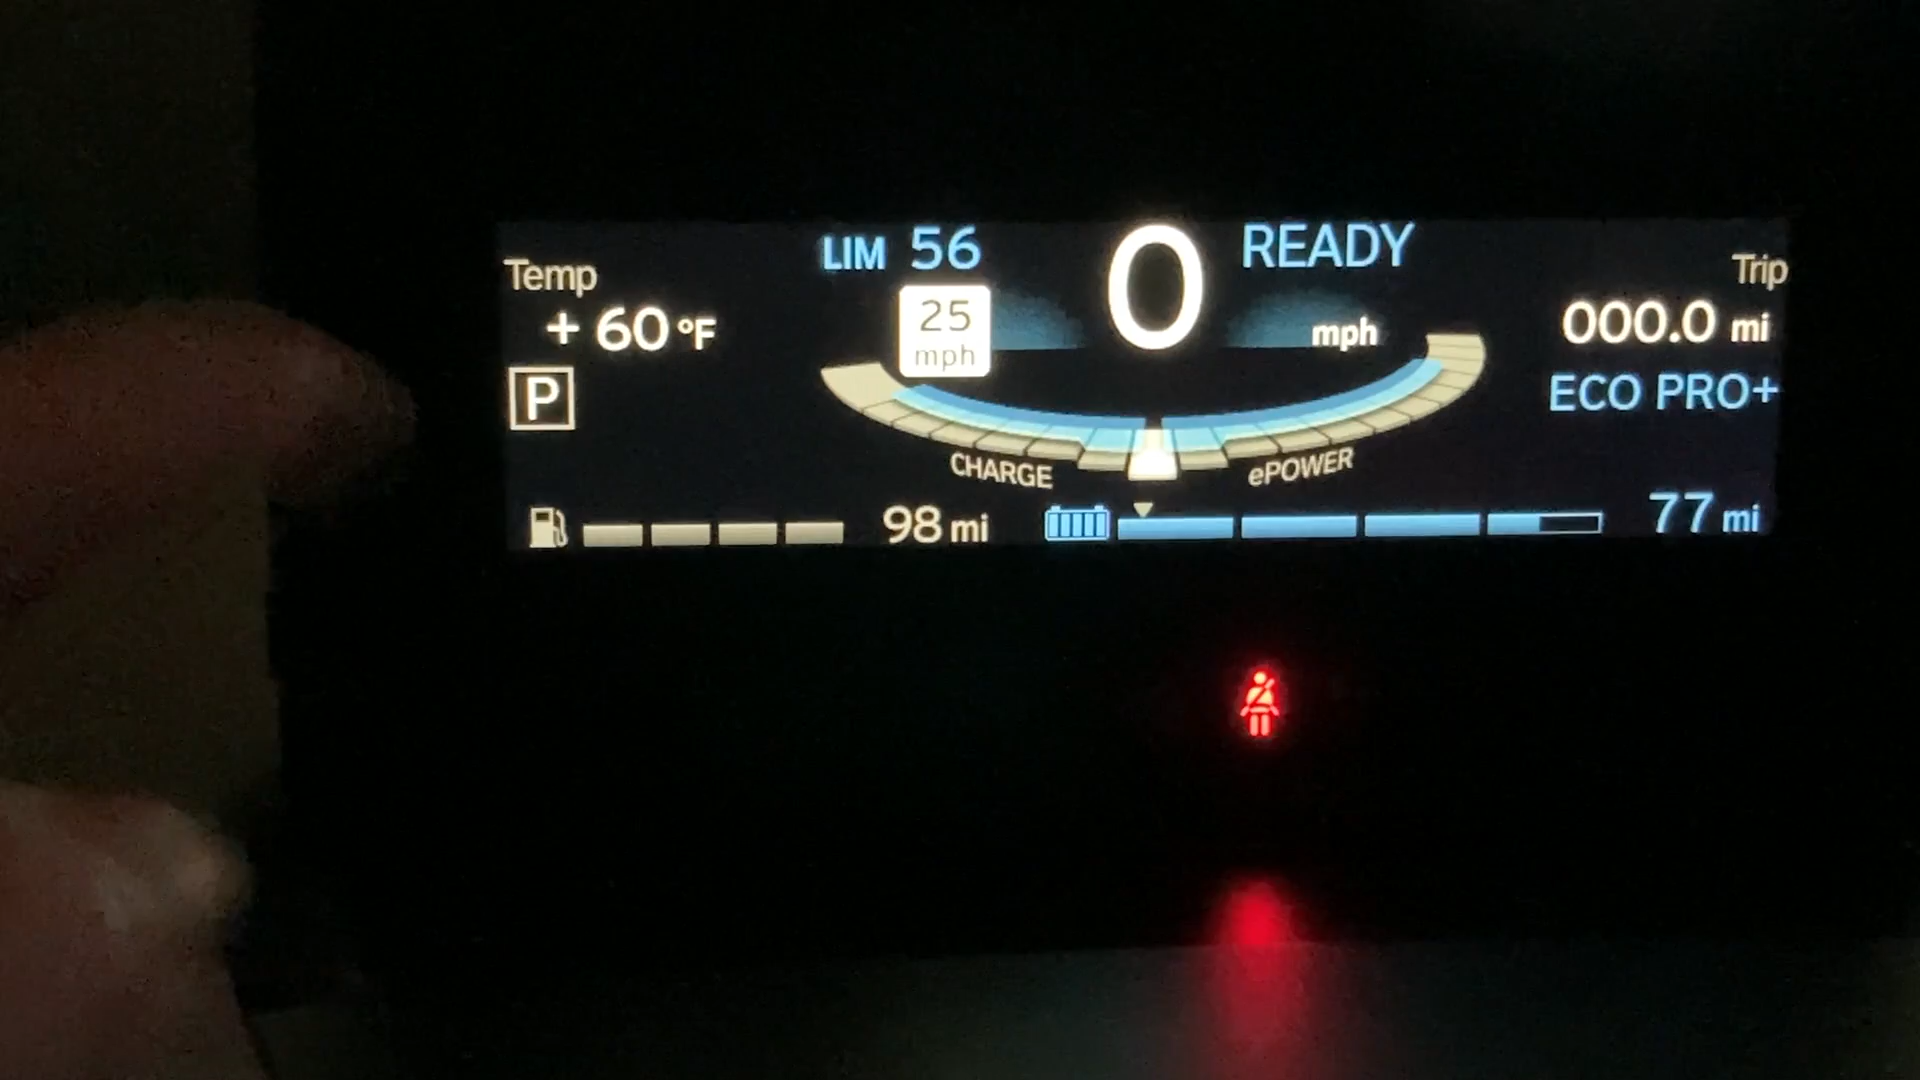 Temp
+ 60 °F
P
LIM 56
25
mph
0
READY
mph
Trip
000.0 mi
ECO PRO+
CHARGE
ePOWER
98 mi
77 mi